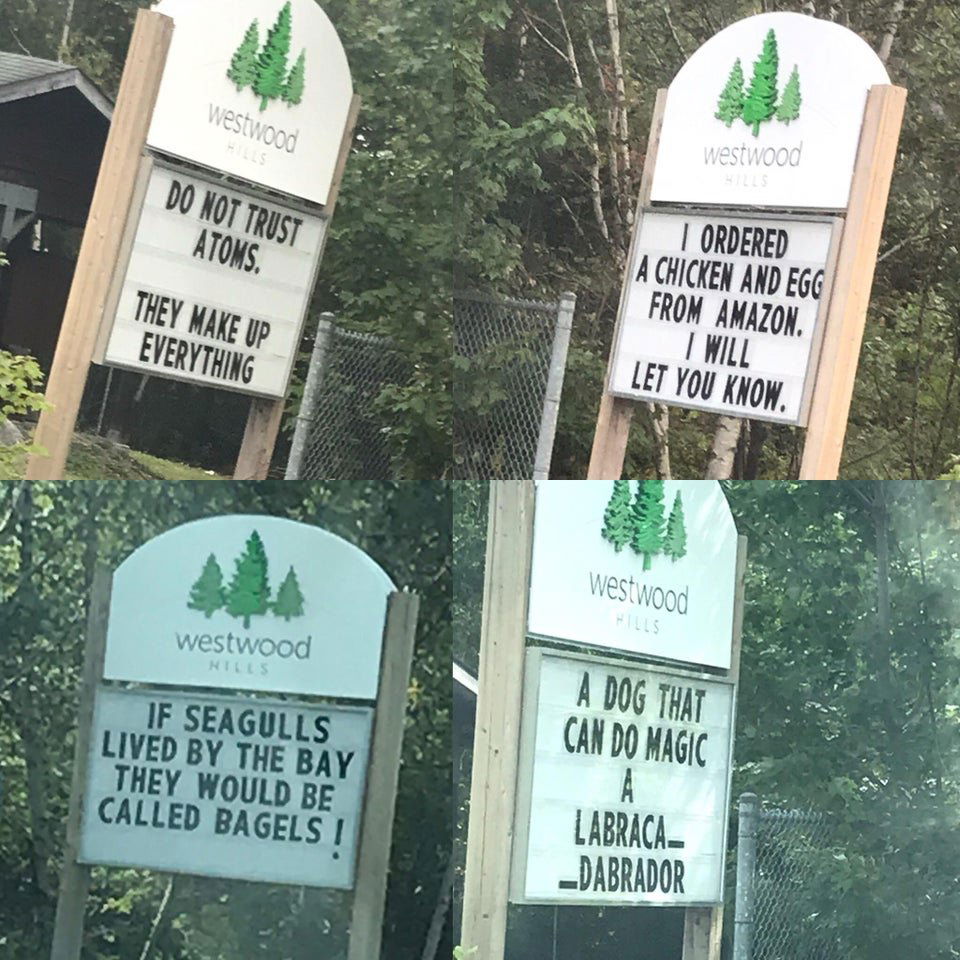 westwood
HILLS
DO NOT TRUST
ATOMS.
THEY MAKE UP
EVERYTHING
westwood
HILLS
I ORDERED
A CHICKEN AND EGG
FROM AMAZON.
I WILL
LET YOU KNOW.
westwood
HILLS
IF SEAGULLS
LIVED BY THE BAY
THEY WOULD BE
CALLED BAGELS !
westwood
HILLS
A DOG THAT
CAN DO MAGIC
A
LABRACA-
-DABRADOR